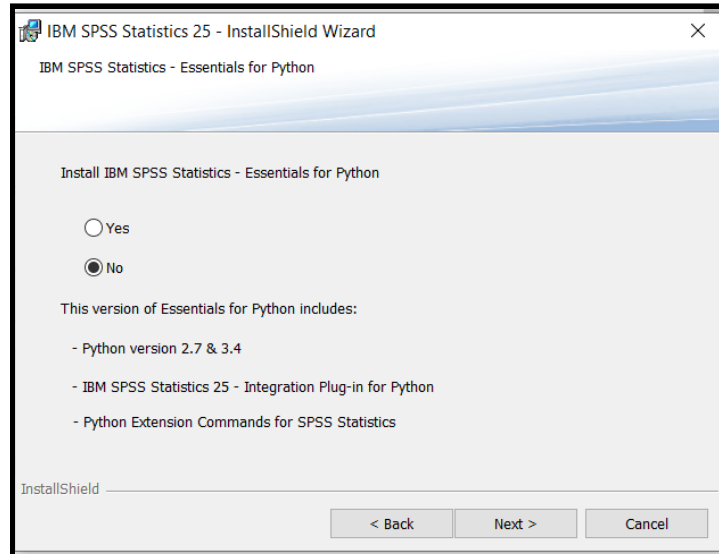 IBM SPSS Statistics 25 - InstallShield Wizard
IBM SPSS Statistics - Essentials for Python
Install IBM SPSS Statistics - Essentials for Python
Yes
No
This version of Essentials for Python includes:
- Python version 2.7 & 3.4
- IBM SPSS Statistics 25 - Integration Plug-in for Python
- Python Extension Commands for SPSS Statistics
InstallShield
< Back Next > Cancel